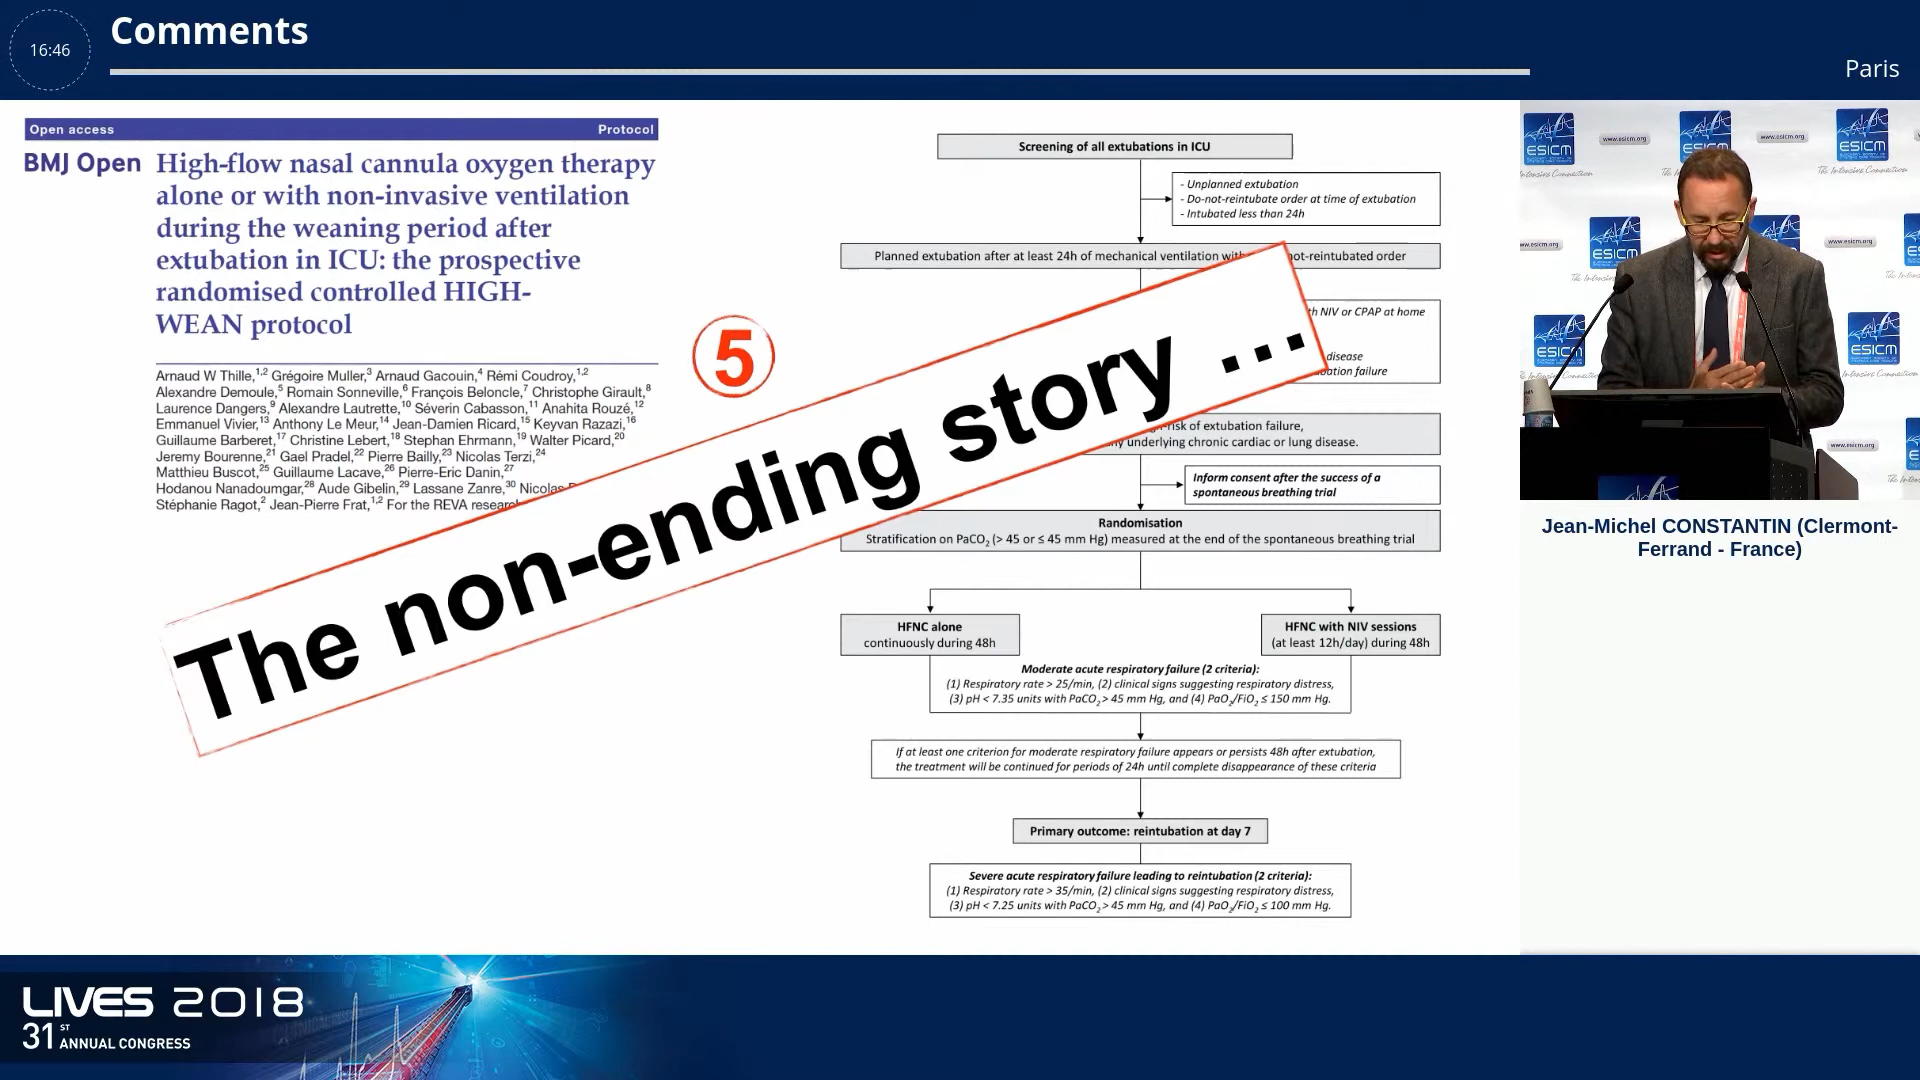 16:46
Comments
Paris
Open access
Protocol
BMJ Open
High-flow nasal cannula oxygen therapy
alone or with non-invasive ventilation
during the weaning period after
extubation in ICU: the prospective
randomised controlled HIGH-
WEAN protocol
Arnaud W Thille,1,2 Grégoire Muller,3 Arnaud Gacouin,4 Rémi Coudroy,1,2
Alexandre Demoule,5 Romain Sonneville,6 François Beloncle,7 Christophe Girault,8
Laurence Dangers,9 Alexandre Lautrette,10 Séverin Cabasson,11 Anahita Rouzé,12
Emmanuel Vivier,13 Anthony Le Meur,14 Jean-Damien Ricard,15 Keyvan Razazi,16
Guillaume Barberet,17 Christine Lebert,18 Stephan Ehrmann,19 Walter Picard,20
Jeremy Bourenne,21 Gael Pradel,22 Pierre Bailly,23 Nicolas Terzi,24
Matthieu Buscot,25 Guillaume Lacave,26 Pierre-Eric Danin,27
Hodanou Nanadoumgar,28 Aude Gibelin,29 Lassane Zanre,30 Nicolas
Stéphanie Ragot,2 Jean-Pierre Frat,1,2 For the REVA
5
The non-ending story ...
Screening of all extubations in ICU
- Unplanned extubation
- Do-not-reintubate order at time of extubation
- Intubated less than 24h
Planned extubation after at least 24h of mechanical ventilation not-reintubated order
NIV or CPAP at home
disease
failure
risk of extubation failure,
underlying chronic cardiac or lung disease.
Inform consent after the success of a
spontaneous breathing trial
Randomisation
Stratification on PaCO2 (> 45 or ≤ 45 mm Hg) measured at the end of the spontaneous breathing trial
HFNC alone
continuously during 48h
HFNC with NIV sessions
(at least 12h/day) during 48h
Moderate acute respiratory failure (2 criteria):
(1) Respiratory rate > 25/min, (2) clinical signs suggesting respiratory distress,
(3) pH < 7.35 units with PaCO2 > 45 mm Hg, and (4) PaO2/FiO2 ≤ 150 mm Hg.
If at least one criterion for moderate respiratory failure appears or persists 48h after extubation,
the treatment will be continued for periods of 24h until complete disappearance of these criteria
Primary outcome: reintubation at day 7
Severe acute respiratory failure leading to reintubation (2 criteria):
(1) Respiratory rate > 35/min, (2) clinical signs suggesting respiratory distress,
(3) pH < 7.25 units with PaCO2 > 45 mm Hg, and (4) PaO2/FiO2 ≤ 100 mm Hg.
ESICM
www.esicm.org
ESICM
www.esicm.org
ESICM
The Intensive Connection
www.esicm.org
ESICM
ESICM
www.esicm.org
Jean-Michel CONSTANTIN (Clermont-
Ferrand - France)
LIVES 2018
31ST ANNUAL CONGRESS